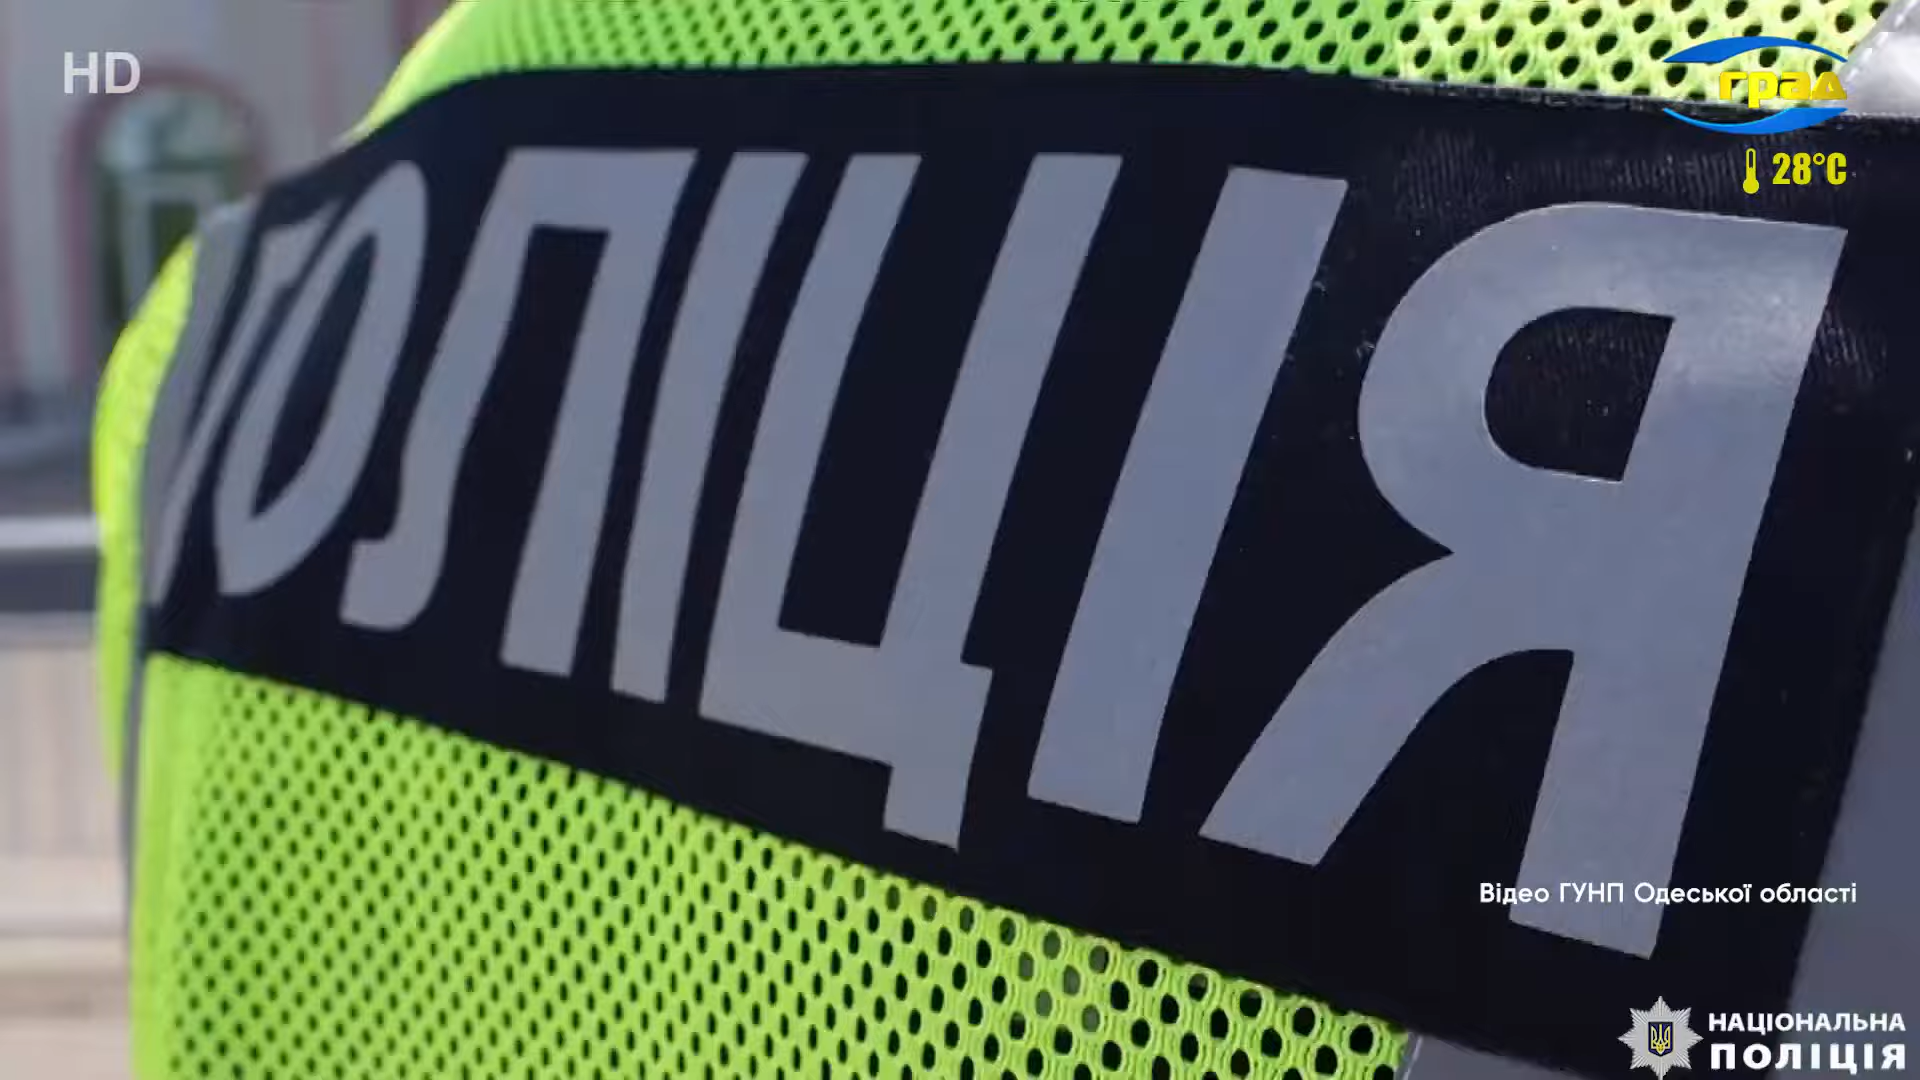 HD
град
28°C
ПОЛІЦІЯ
Відео ГУНП Одеської області
НАЦІОНАЛЬНА
ПОЛІЦІЯ